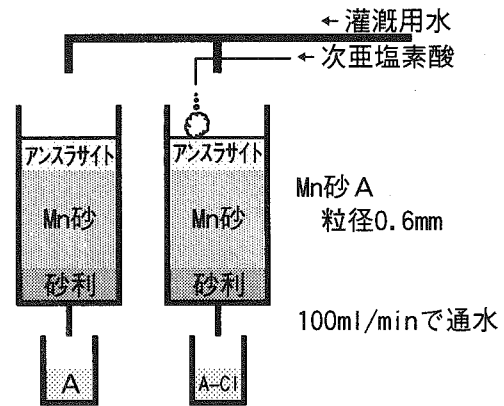 ←灌漑用水
←次亜塩素酸
アンスラサイト
アンスラサイト
Mn砂
Mn砂
Mn砂A
粒径0.6mm
砂利
砂利
100ml/minで通水
A
A-Cl